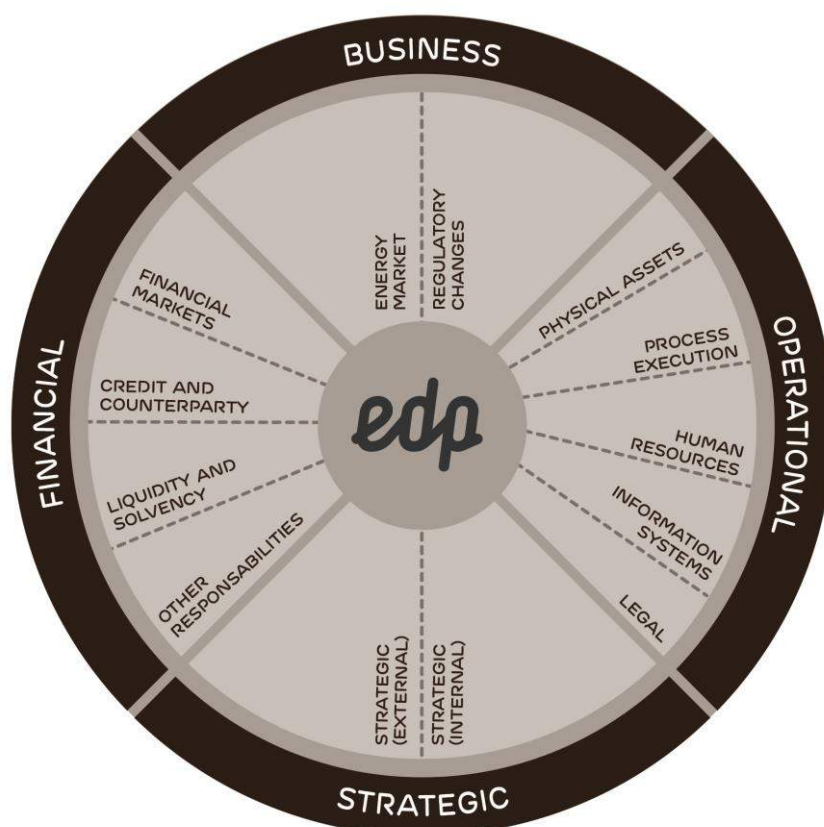 BUSINESS
ENERGY
MARKET
REGULATORY
CHANGES
FINANCIAL
FINANCIAL
MARKETS
CREDIT AND
COUNTERPARTY
LIQUIDITY AND
SOLVENCY
OTHER
RESPONSABILITIES
edp
PHYSICAL ASSETS
PROCESS
EXECUTION
HUMAN
RESOURCES
INFORMATION
SYSTEMS
LEGAL
OPERATIONAL
STRATEGIC
(EXTERNAL)
STRATEGIC
(INTERNAL)
STRATEGIC